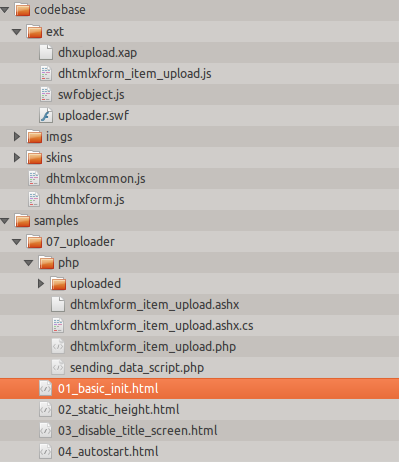 codebase
ext
dhxupload.xap
dhtmlxform_item_upload.js
swfobject.js
uploader.swf
imgs
skins
dhtmlxcommon.js
dhtmlxform.js
samples
07_uploader
php
uploaded
dhtmlxform_item_upload.ashx
dhtmlxform_item_upload.ashx.cs
dhtmlxform_item_upload.php
sending_data_script.php
01_basic_init.html
02_static_height.html
03_disable_title_screen.html
04_autostart.html